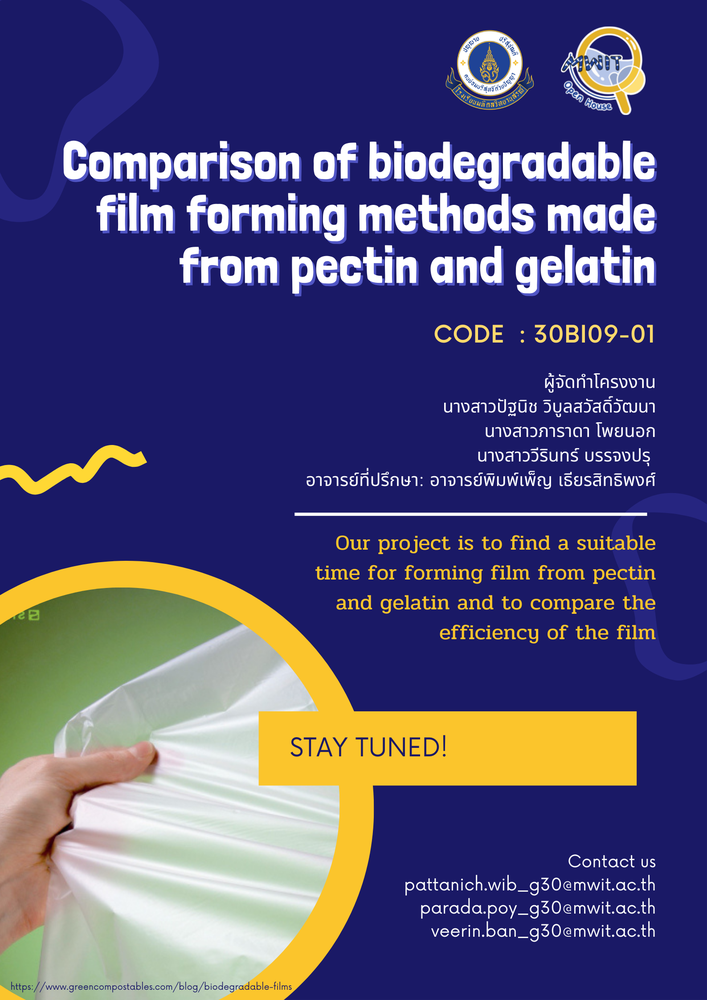 MWIT
Open House
Comparison of biodegradable
film forming methods made
from pectin and gelatin
CODE : 30BI09-01
ผู้จัดทำโครงงาน
นางสาวปัฐนิช วิบูลสวัสดิ์วัฒนา
นางสาวภาราดา โพยนอก
นางสาววีรินทร์ บรรจงปรุ
อาจารย์ที่ปรึกษา: อาจารย์พิมพ์เพ็ญ เธียรสิทธิพงศ์
Our project is to find a suitable
time for forming film from pectin
and gelatin and to compare the
efficiency of the film
STAY TUNED!
Contact us
pattanich.wib_g30@mwit.ac.th
parada.poy_g30@mwit.ac.th
veerin.ban_g30@mwit.ac.th
https://www.greencompostables.com/blog/biodegradable-films